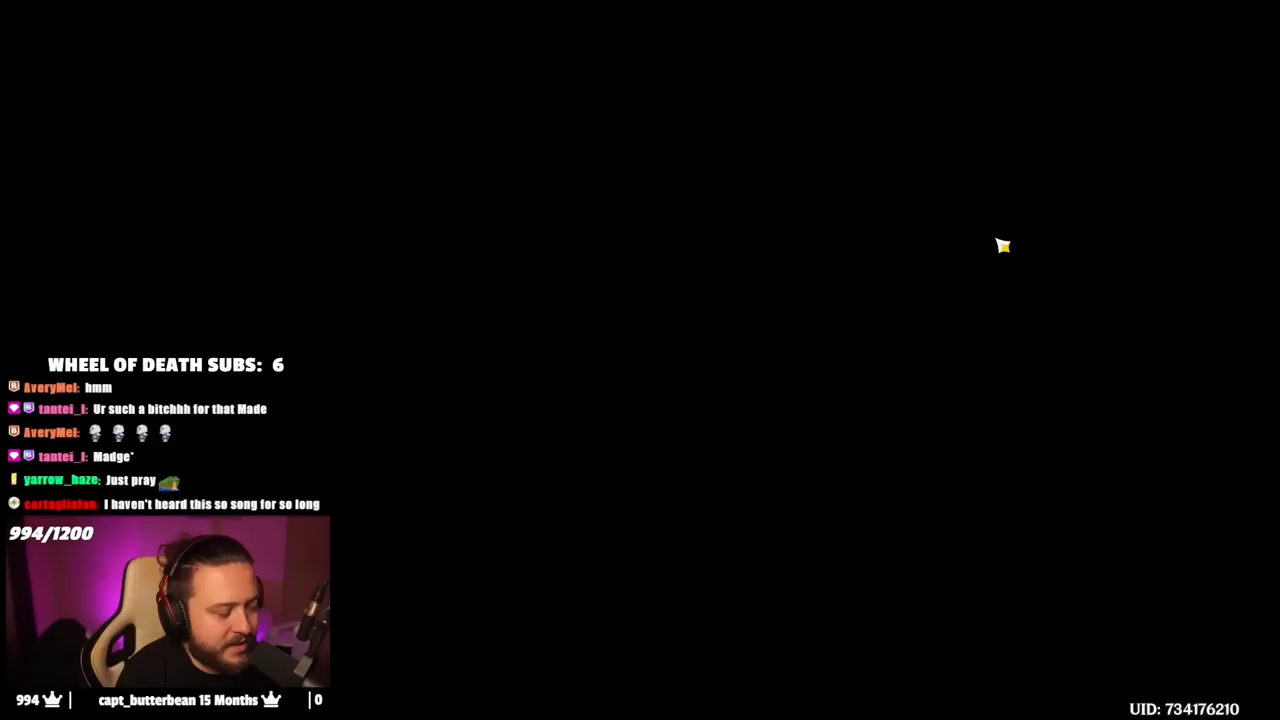 WHEEL OF DEATH SUBS: 6
AveryMel: hmm
tantei_l: Ur such a bitchhh for that Made
AveryMel:
tantei_l: Madge*
yarrow_haze: Just pray
cartagliafon: I haven't heard this so song for so long
994/1200
994 | capt_butterbean 15 Months | 0
UID: 734176210